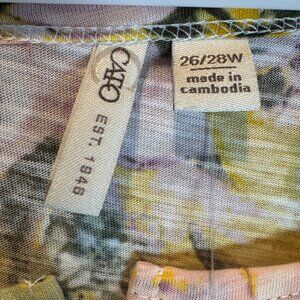 CATO
EST. 1946
26/28W
made in
cambodia